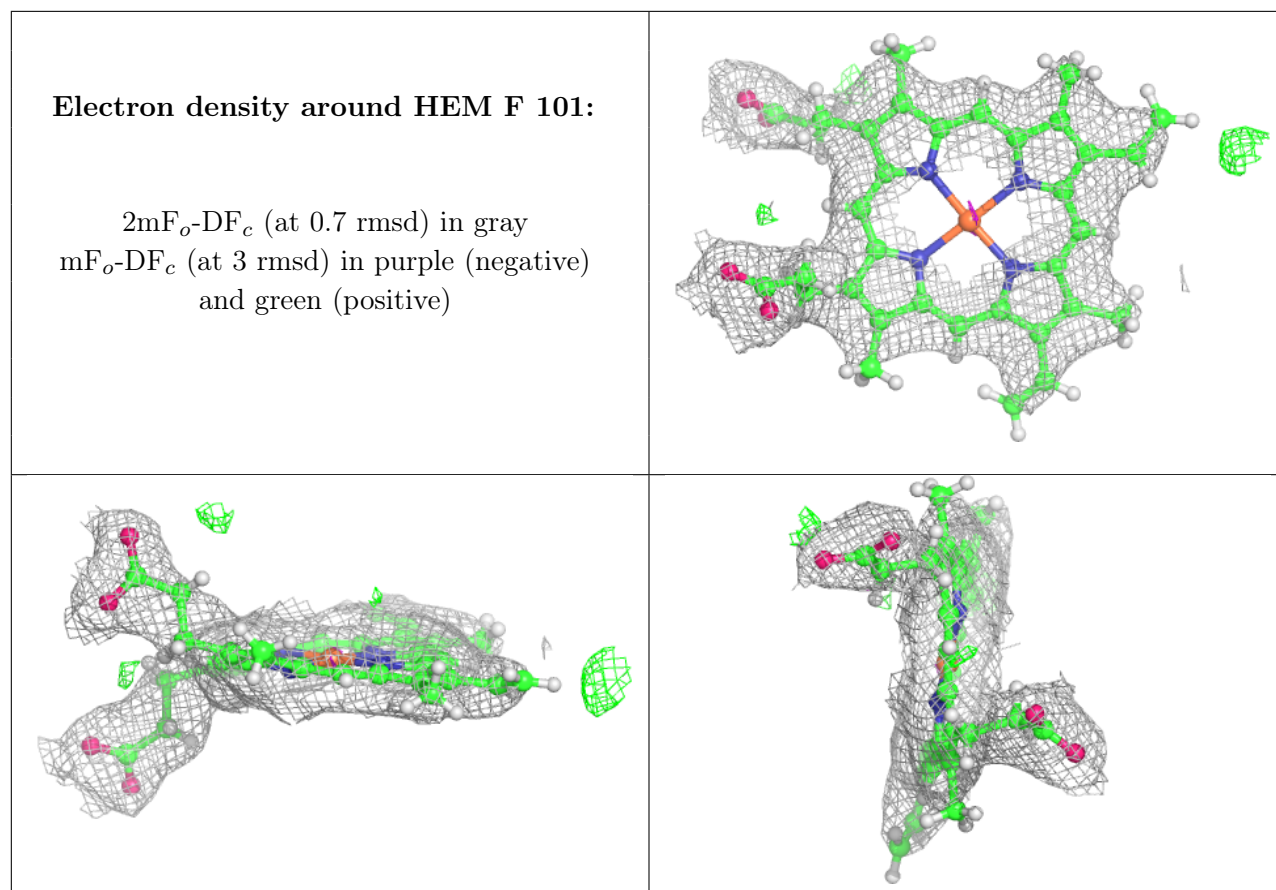 Electron density around HEM F 101:
2mFo-DFc (at 0.7 rmsd) in gray
mFo-DFc (at 3 rmsd) in purple (negative)
and green (positive)